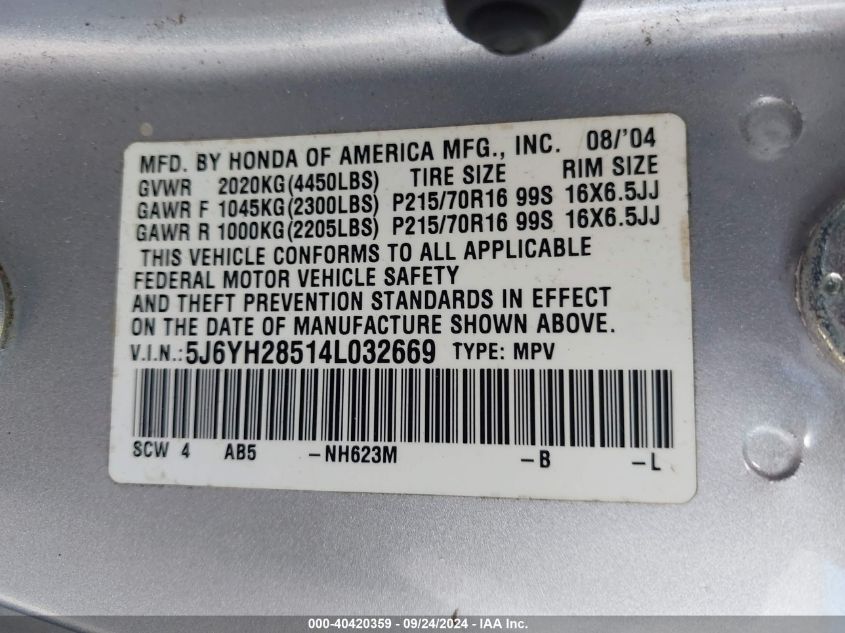 MFD. BY HONDA OF AMERICA MFG., INC. 08/'04
GVWR 2020KG(4450LBS) TIRE SIZE RIM SIZE
GAWR F 1045KG(2300LBS) P215/70R16 99S 16X6.5JJ
GAWR R 1000KG(2205LBS) P215/70R16 99S 16X6.5JJ
THIS VEHICLE CONFORMS TO ALL APPLICABLE
FEDERAL MOTOR VEHICLE SAFETY
AND THEFT PREVENTION STANDARDS IN EFFECT
ON THE DATE OF MANUFACTURE SHOWN ABOVE.
V.I.N.: 5J6YH28514L032669 TYPE: MPV
SCW 4 AB5 -NH623M -B -L
000-40420359 - 09/24/2024 - IAA Inc.